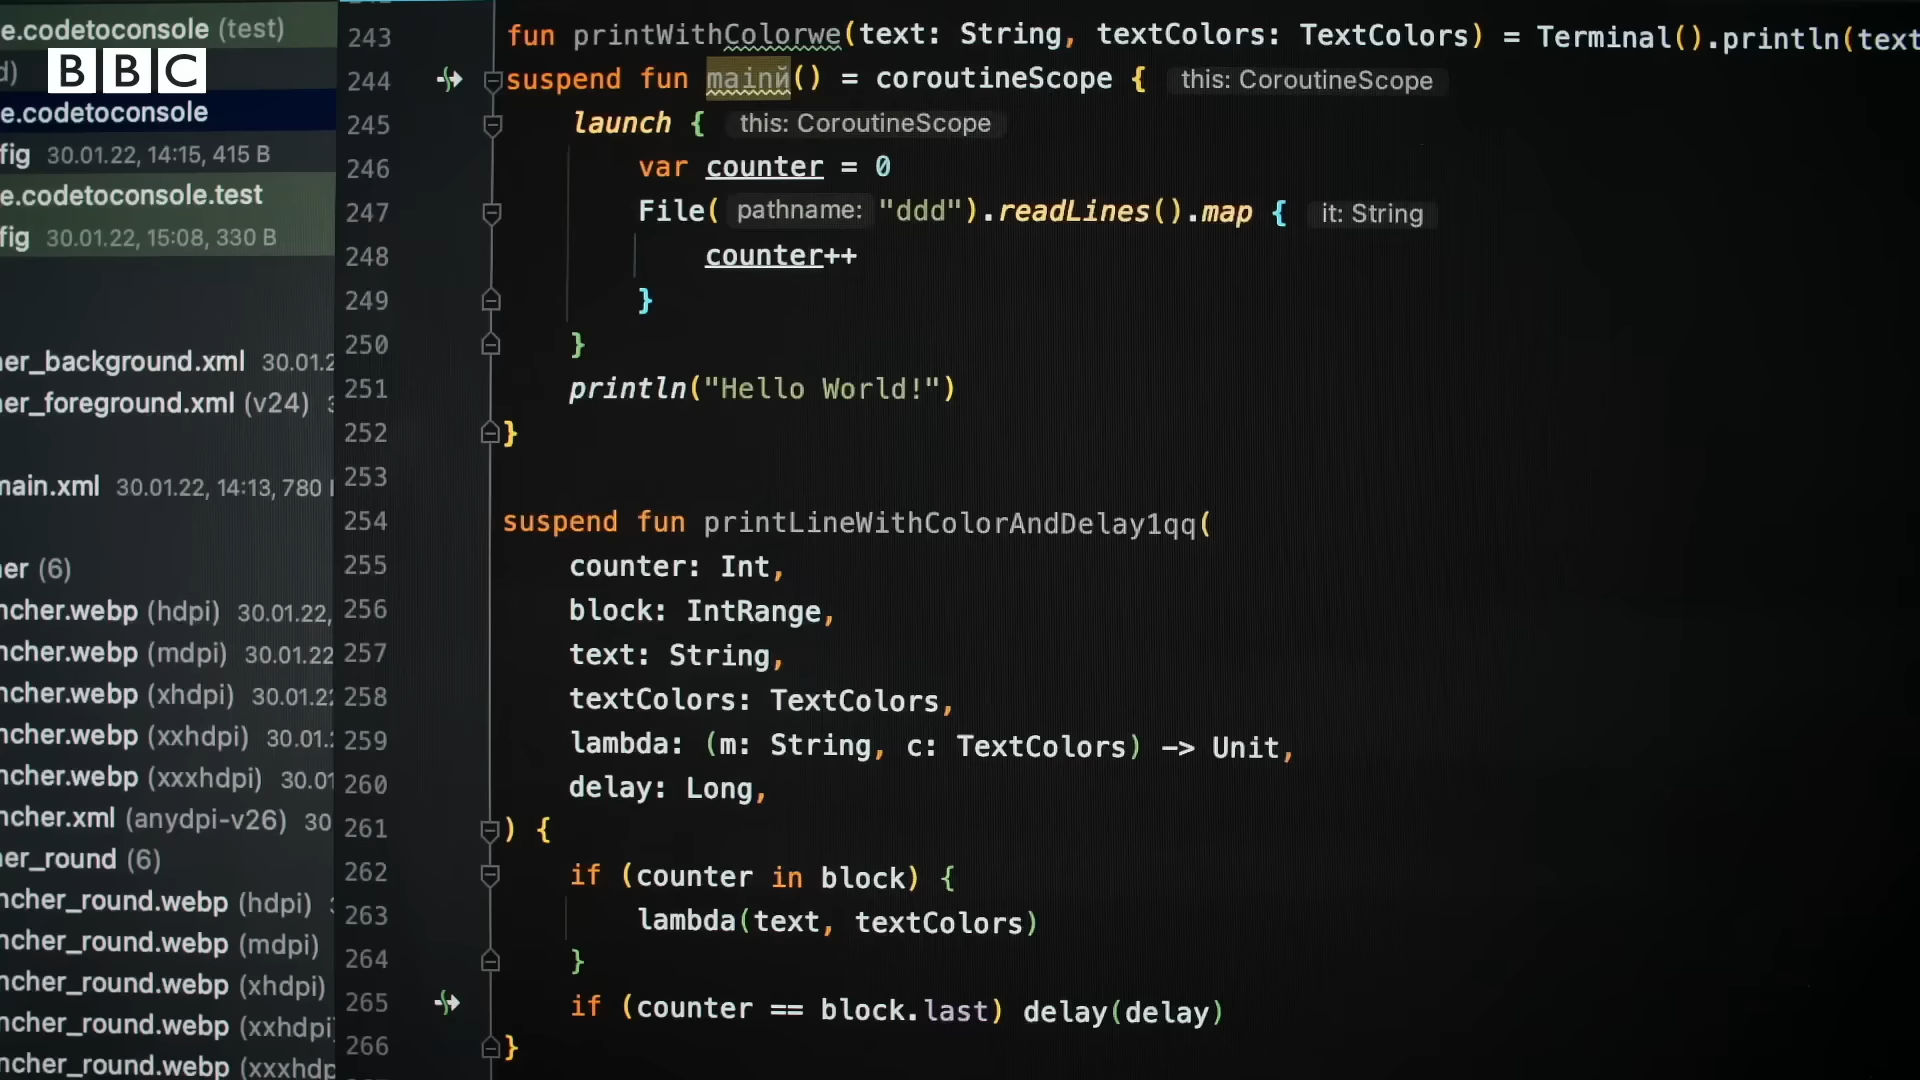 BBC
e.codetoconsole (test)
d)
e.codetoconsole
fig 30.01.22, 14:15, 415 B
e.codetoconsole.test
fig 30.01.22, 15:08, 330 B
er_background.xml 30.01.2
er_foreground.xml (v24)
main.xml 30.01.22, 14:13, 780
er (6)
ncher.webp (hdpi) 30.01.22,
ncher.webp (mdpi) 30.01.22
ncher.webp (xhdpi) 30.01.22
ncher.webp (xxhdpi) 30.01.
ncher.webp (xxxhdpi) 30.01
ncher.xml (anydpi-v26) 30
er_round (6)
ncher_round.webp (hdpi)
ncher_round.webp (mdpi)
ncher_round.webp (xhdpi)
ncher_round.webp (xxhdpi
ncher_round.webp (xxxhdp
243 fun printWithColorwe(text: String, textColors: TextColors) = Terminal().println(text
244 suspend fun mainй() = coroutineScope { this: CoroutineScope
245 launch { this: CoroutineScope
246 var counter = 0
247 File( pathname: "ddd").readLines().map { it: String
248 counter++
249 }
250 }
251 println("Hello World!")
252 }
253
254 suspend fun printLineWithColorAndDelay1qq(
255 counter: Int,
256 block: IntRange,
257 text: String,
258 textColors: TextColors,
259 lambda: (m: String, c: TextColors) -> Unit,
260 delay: Long,
261 ) {
262 if (counter in block) {
263 lambda(text, textColors)
264 }
265 if (counter == block.last) delay(delay)
266 }